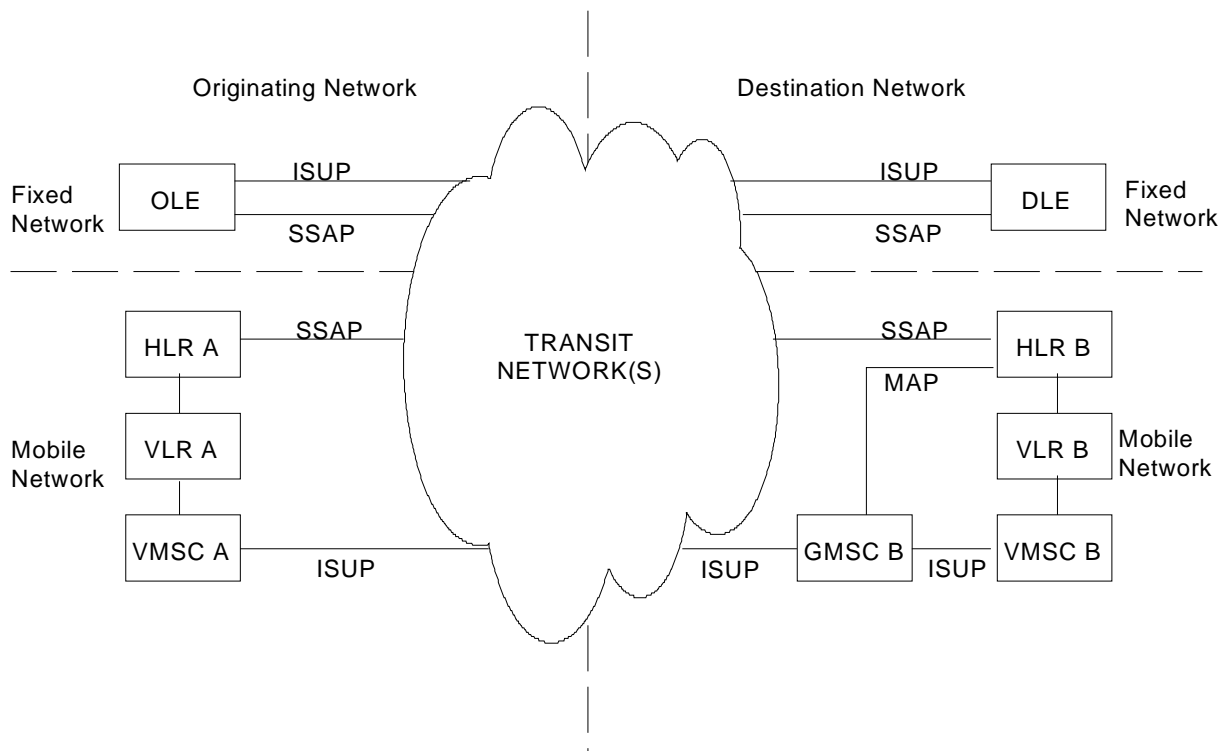 Originating Network
Destination Network
Fixed
Network
OLE
ISUP
SSAP
ISUP
SSAP
DLE
Fixed
Network
HLR A
SSAP
TRANSIT
NETWORK(S)
SSAP
MAP
HLR B
Mobile
Network
VLR A
VLR B
Mobile
Network
VMSC A
ISUP
ISUP
GMSC B
ISUP
VMSC B